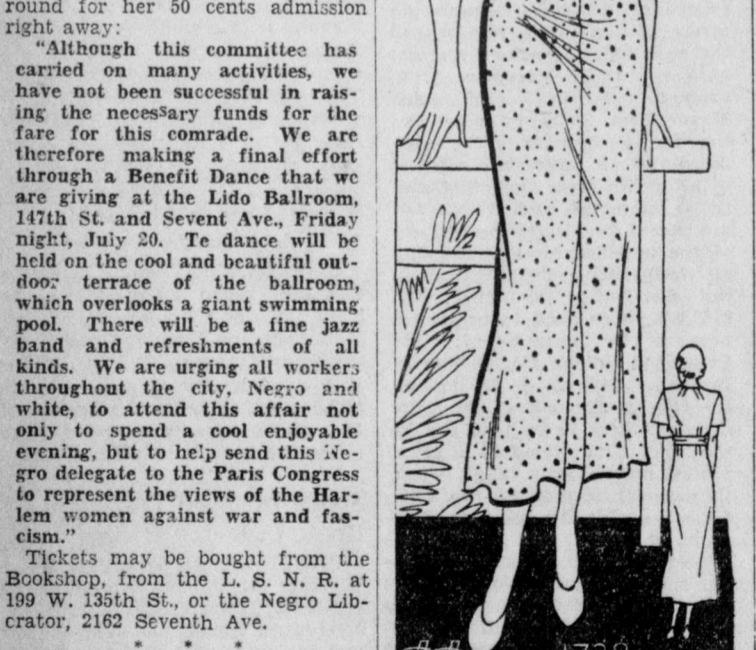 round for her 50 cents admission
right away:
"Although this committee has
carried on many activities, we
have not been successful in rais-
ing the necesSary funds for the
fare for this comrade. We are
therefore making a final effort
through a Benefit Dance that we
are giving at the Lido Ballroom,
147th St. and Sevent Ave., Friday
night, July 20. Te dance will be
held on the cool and beautiful out-
door terrace of the ballroom,
which overlooks a giant swimming
pool. There will be a fine jazz
band and refreshments of all
kinds. We are urging all workers
throughout the city, Negro and
white, to attend this affair not
only to spend a cool enjoyable
evening, but to help send this Ne-
gro delegate to the Paris Congress
to represent the views of the Har-
lem women against war and fas-
cism."
Tickets may be bought from the
Bookshop, from the L. S. N. R. at
199 W. 135th St., or the Negro Lib-
erator, 2162 Seventh Ave.
* * *